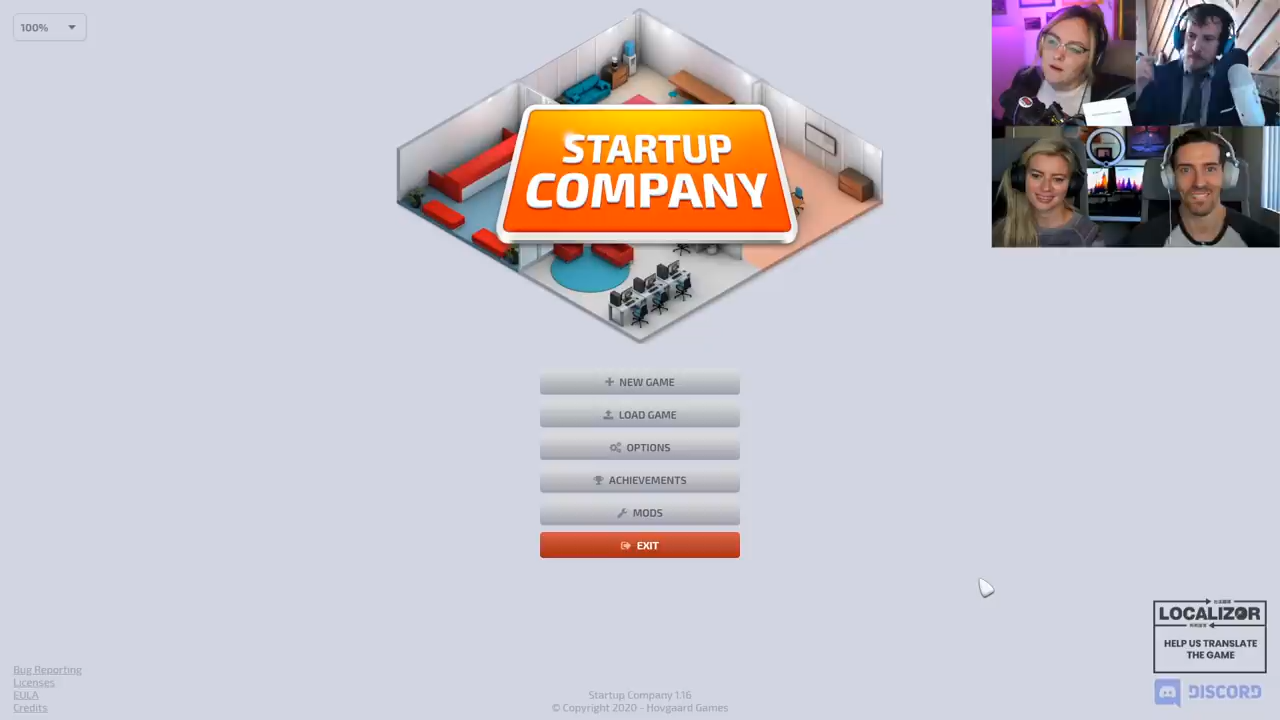 100%
STARTUP
COMPANY
NEW GAME
LOAD GAME
OPTIONS
ACHIEVEMENTS
MODS
EXIT
LOCALIZOR
HELP US TRANSLATE
THE GAME
DISCORD
Bug Reporting
Licenses
EULA
Credits
Startup Company 1.16
© Copyright 2020 - Hovgaard Games